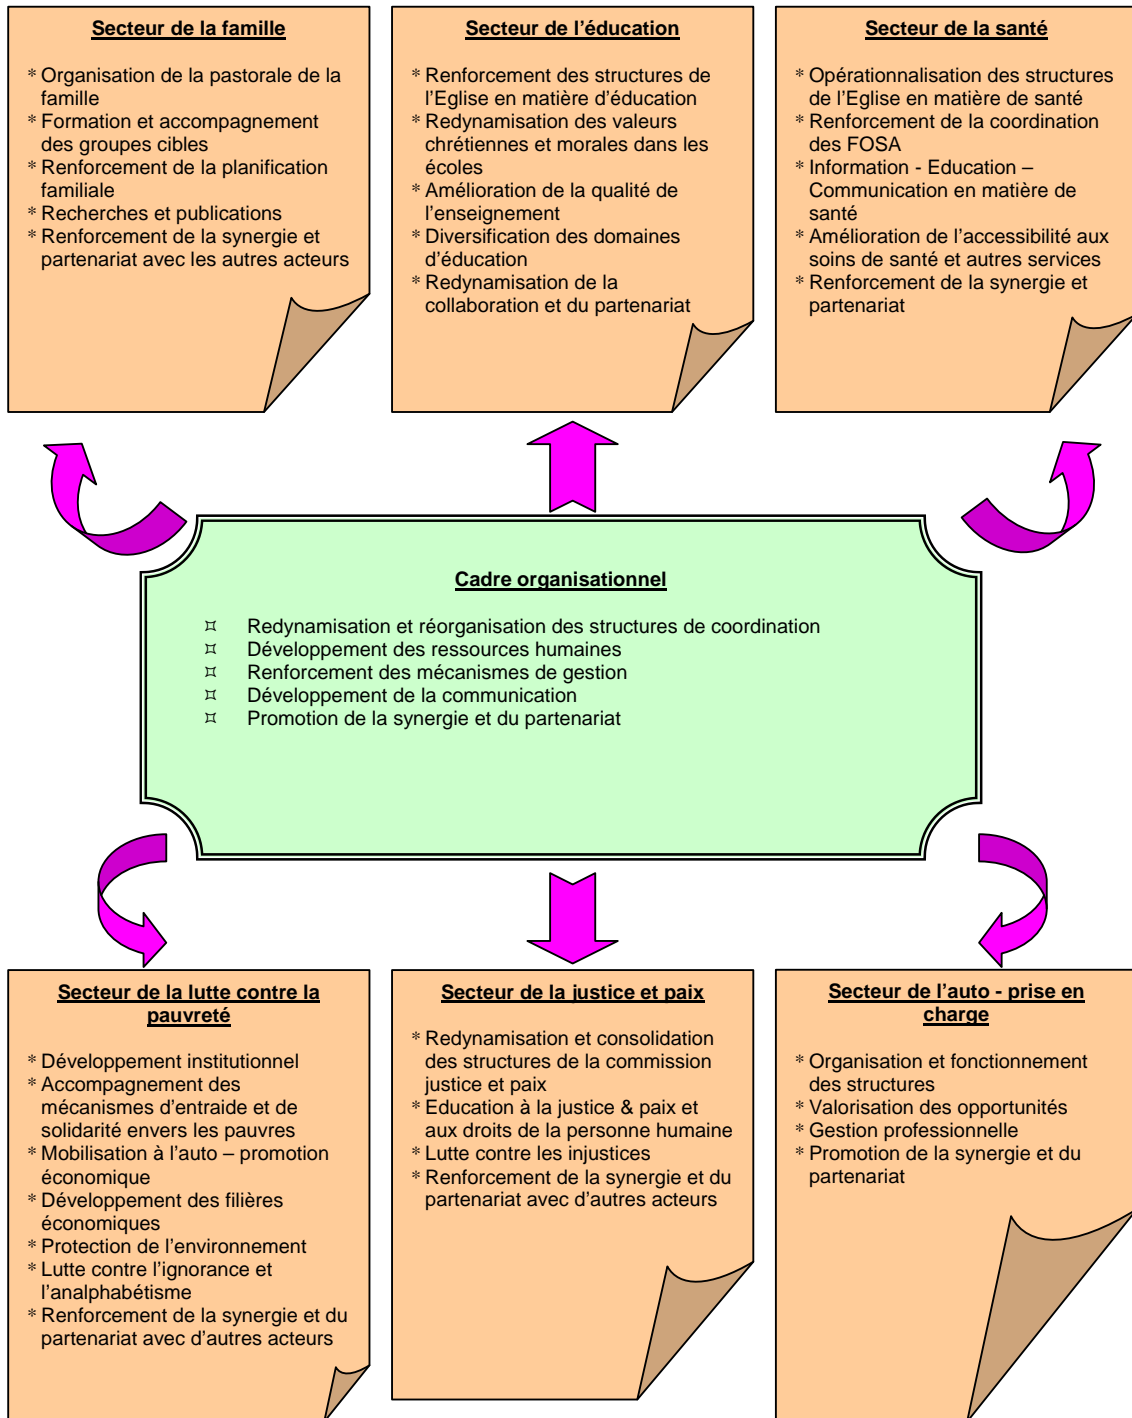 Secteur de la famille
* Organisation de la pastorale de la
famille
* Formation et accompagnement
des groupes cibles
* Renforcement de la planification
familiale
* Recherches et publications
* Renforcement de la synergie et
partenariat avec les autres acteurs
Secteur de l’éducation
* Renforcement des structures de
l’Eglise en matière d’éducation
* Redynamisation des valeurs
chrétiennes et morales dans les
écoles
* Amélioration de la qualité de
l’enseignement
* Diversification des domaines
d’éducation
* Redynamisation de la
collaboration et du partenariat
Secteur de la santé
* Opérationnalisation des structures
de l’Eglise en matière de santé
* Renforcement de la coordination
des FOSA
* Information - Education –
Communication en matière de
santé
* Amélioration de l’accessibilité aux
soins de santé et autres services
* Renforcement de la synergie et
partenariat
Cadre organisationnel
¤ Redynamisation et réorganisation des structures de coordination
¤ Développement des ressources humaines
¤ Renforcement des mécanismes de gestion
¤ Développement de la communication
¤ Promotion de la synergie et du partenariat
Secteur de la lutte contre la
pauvreté
* Développement institutionnel
* Accompagnement des
mécanismes d’entraide et de
solidarité envers les pauvres
* Mobilisation à l’auto – promotion
économique
* Développement des filières
économiques
* Protection de l’environnement
* Lutte contre l’ignorance et
l’analphabétisme
* Renforcement de la synergie et du
partenariat avec d’autres acteurs
Secteur de la justice et paix
* Redynamisation et consolidation
des structures de la commission
justice et paix
* Education à la justice & paix et
aux droits de la personne humaine
* Lutte contre les injustices
* Renforcement de la synergie et du
partenariat avec d’autres acteurs
Secteur de l’auto - prise en
charge
* Organisation et fonctionnement
des structures
* Valorisation des opportunités
* Gestion professionnelle
* Promotion de la synergie et du
partenariat